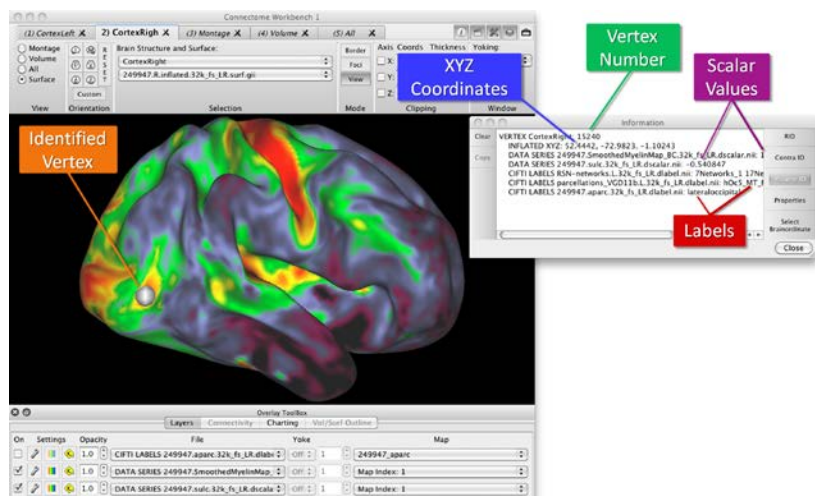 Connectome Workbench 1
(1) CortexLeft X
2) CortexRigh X
(3) Montage X
(4) Volume X
(5) All X
Montage
Volume
All
Surface
View
RESET
Custom
Orientation
Brain Structure and Surface:
CortexRight
249947.R.inflated.32k_fs_LR.surf.gii
Selection
Border
Foci
View
Mode
Axis Coords Thickness Yoking:
X:
Y:
Z:
Clipping
Window
XYZ
Coordinates
Vertex
Number
Scalar
Values
Identified
Vertex
Information
Clear
VERTEX CortexRight: 15240
INFLATED XYZ: 52.4442, -72.9823, -1.10243
DATA SERIES 249947.SmoothedMyelinMap_BC.32k_fs_LR.dscalar.nii: 1
DATA SERIES 249947.sulc.32k_fs_LR.dscalar.nii: -0.540847
CIFTI LABELS RSN-networks.L.32k_fs_LR.dlabel.nii: 7Networks_1 17Ne
CIFTI LABELS parcellations_VGD11b.L.32k_fs_LR.dlabel.nii: hOc5_MT_
CIFTI LABELS 249947.aparc.32k_fs_LR.dlabel.nii: lateraloccipital
Contra ID
Properties
Select
Brainordinate
Close
Labels
Overlay ToolBox
Layers
Connectivity
Charting
Vol/Surf Outline
On Settings Opacity File Yoke Map
1.0 CIFTI LABELS 249947.aparc.32k_fs_LR.dlabe Off 1 249947_aparc
1.0 DATA SERIES 249947.SmoothedMyelinMap_ Off 1 Map Index: 1
1.0 DATA SERIES 249947.sulc.32k_fs_LR.dscala Off 1 Map Index: 1